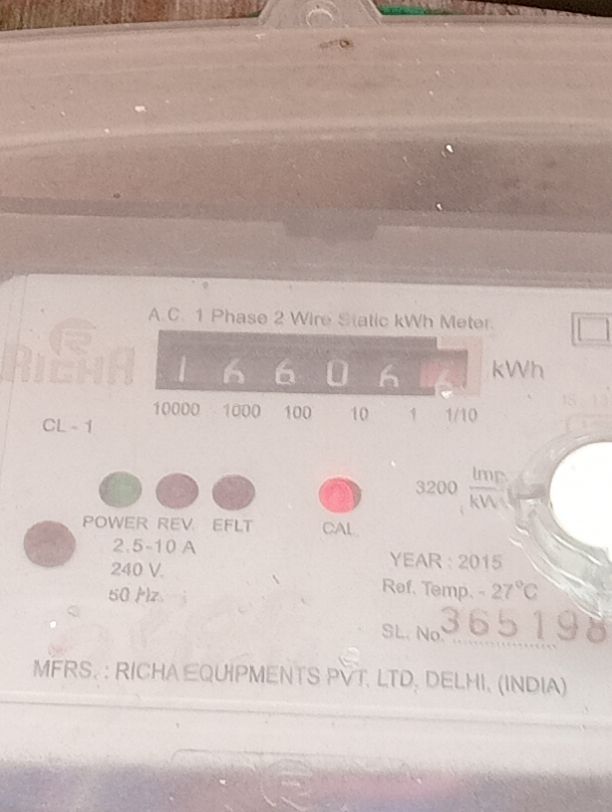 A.C. 1 Phase 2 Wire Static kWh Meter.
RICHA
166066 kWh
10000 1000 100 10 1 1/10
CL - 1
3200 Imp
POWER REV. EFLT
CAL
2.5-10 A
240 V.
50 Hz.
YEAR : 2015
Ref. Temp. - 27°C
SL. No. 365198
MFRS. : RICHA EQUIPMENTS PVT. LTD, DELHI, (INDIA)